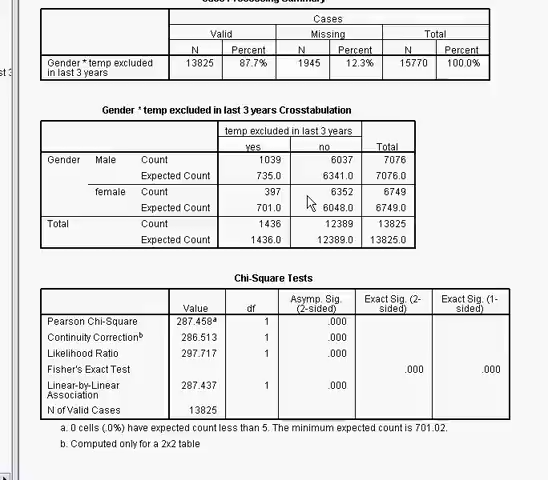 Case Processing Summary
Cases
Valid Missing Total
N Percent N Percent N Percent
Gender * temp excluded in last 3 years 13825 87.7% 1945 12.3% 15770 100.0%
Gender * temp excluded in last 3 years Crosstabulation
temp excluded in last 3 years
yes no Total
Gender Male Count 1039 6037 7076
Expected Count 735.0 6341.0 7076.0
female Count 397 6352 6749
Expected Count 701.0 6048.0 6749.0
Total Count 1436 12389 13825
Expected Count 1436.0 12389.0 13825.0
Chi-Square Tests
Value df Asymp. Sig. (2-sided) Exact Sig. (2-sided) Exact Sig. (1-sided)
Pearson Chi-Square 287.458a 1 .000
Continuity Correctionb 286.513 1 .000
Likelihood Ratio 297.717 1 .000
Fisher's Exact Test .000 .000
Linear-by-Linear Association 287.437 1 .000
N of Valid Cases 13825
a. 0 cells (.0%) have expected count less than 5. The minimum expected count is 701.02.
b. Computed only for a 2x2 table